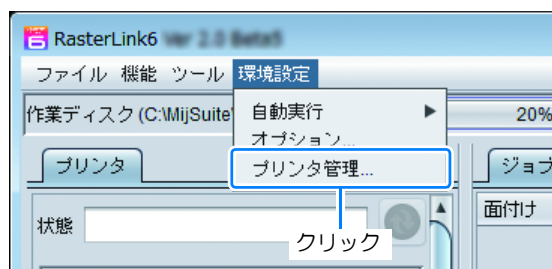 RasterLink6
ファイル 機能 ツール 環境設定
作業ディスク (C:\MijSuite\
20%
自動実行
オプション...
プリンタ管理...
プリンタ
ジョブ
状態
面付け
クリック